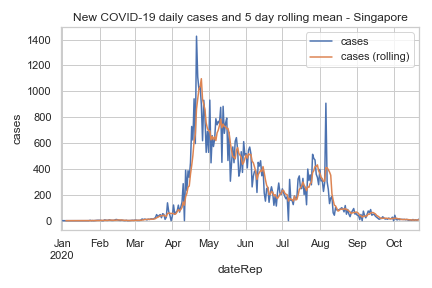 New COVID-19 daily cases and 5 day rolling mean - Singapore
cases
cases (rolling)
1400
1200
1000
800
600
400
200
0
cases
Jan Feb Mar Apr May Jun Jul Aug Sep Oct
2020
dateRep